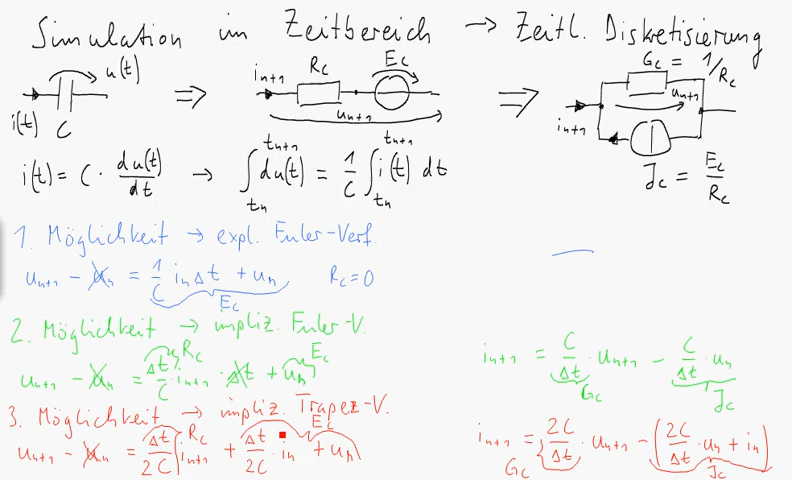 Simulation im Zeitbereich → Zeitl. Diskretisierung
u(t)
i(t) C
⇒
i_{n+1} R_C E_C
u_{n+1}
⇒
G_C = 1/R_C
u_{n+1}
i_{n+1}
J_C = E_C/R_C
i(t) = C · du(t)/dt → ∫_{t_n}^{t_{n+1}} du(t) = 1/C ∫_{t_n}^{t_{n+1}} i(t) dt
1. Möglichkeit → expl. Euler-Verf.
u_{n+1} - u_n = 1/C i_n Δt + u_n R_C = 0
E_C
2. Möglichkeit → impliz. Euler-V.
R_C E_C
u_{n+1} - u_n = Δt/C i_{n+1} · Δt + u_n
i_{n+1} = C/Δt · u_{n+1} - C/Δt · u_n
G_C J_C
3. Möglichkeit → impliz. Trapez-V.
R_C E_C
u_{n+1} - u_n = Δt/2C i_{n+1} + Δt/2C · i_n + u_n
i_{n+1} = 2C/Δt · u_{n+1} - (2C/Δt · u_n + i_n)
G_C J_C